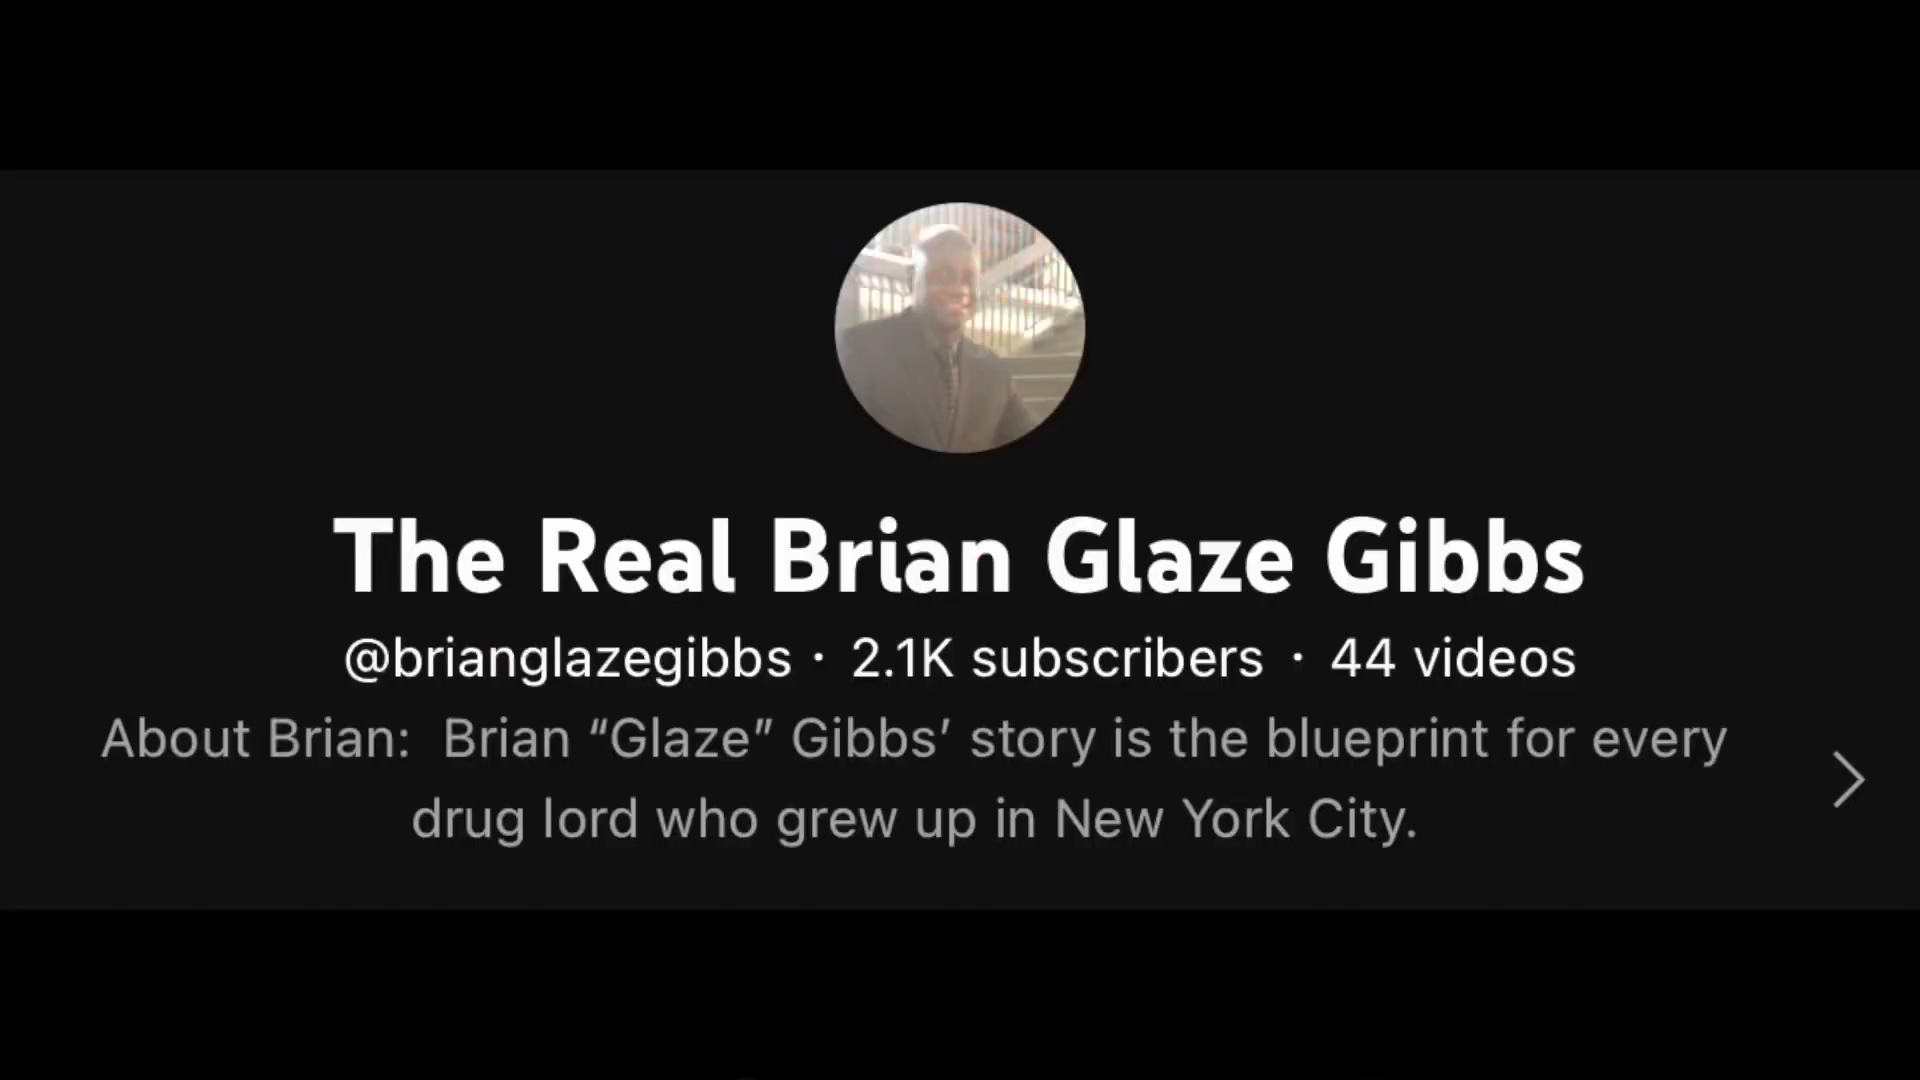 The Real Brian Glaze Gibbs
@brianglazegibbs · 2.1K subscribers · 44 videos
About Brian:  Brian “Glaze” Gibbs’ story is the blueprint for every
drug lord who grew up in New York City.